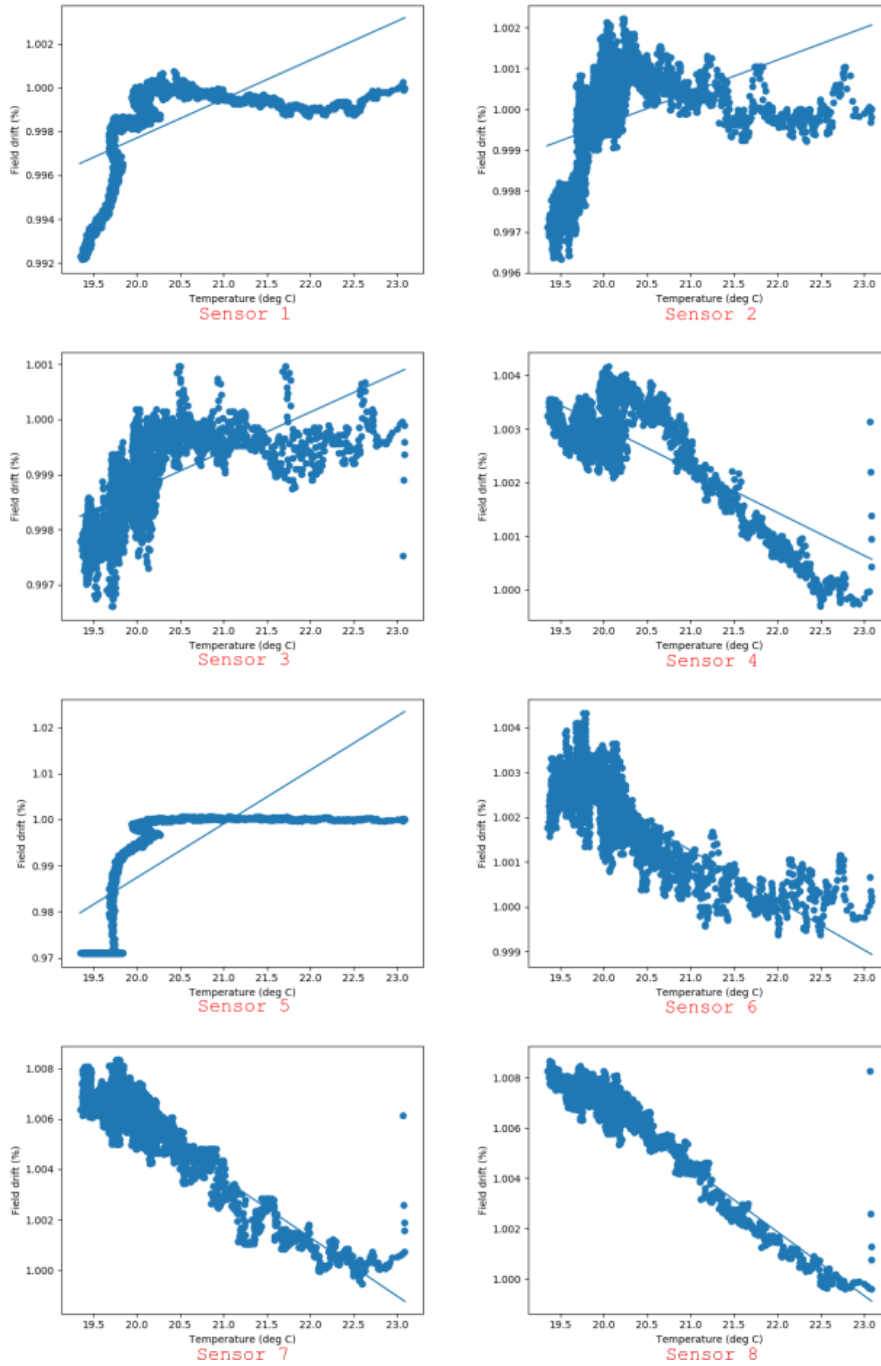 1.002
1.000
0.998
0.996
0.994
0.992
Field drift (%)
19.5 20.0 20.5 21.0 21.5 22.0 22.5 23.0
Temperature (deg C)
Sensor 1
1.002
1.001
1.000
0.999
0.998
0.997
0.996
Field drift (%)
19.5 20.0 20.5 21.0 21.5 22.0 22.5 23.0
Temperature (deg C)
Sensor 2
1.001
1.000
0.999
0.998
0.997
Field drift (%)
19.5 20.0 20.5 21.0 21.5 22.0 22.5 23.0
Temperature (deg C)
Sensor 3
1.004
1.003
1.002
1.001
1.000
Field drift (%)
19.5 20.0 20.5 21.0 21.5 22.0 22.5 23.0
Temperature (deg C)
Sensor 4
1.02
1.01
1.00
0.99
0.98
0.97
Field drift (%)
19.5 20.0 20.5 21.0 21.5 22.0 22.5 23.0
Temperature (deg C)
Sensor 5
1.004
1.003
1.002
1.001
1.000
0.999
Field drift (%)
19.5 20.0 20.5 21.0 21.5 22.0 22.5 23.0
Temperature (deg C)
Sensor 6
1.008
1.006
1.004
1.002
1.000
Field drift (%)
19.5 20.0 20.5 21.0 21.5 22.0 22.5 23.0
Temperature (deg C)
Sensor 7
1.008
1.006
1.004
1.002
1.000
Field drift (%)
19.5 20.0 20.5 21.0 21.5 22.0 22.5 23.0
Temperature (deg C)
Sensor 8